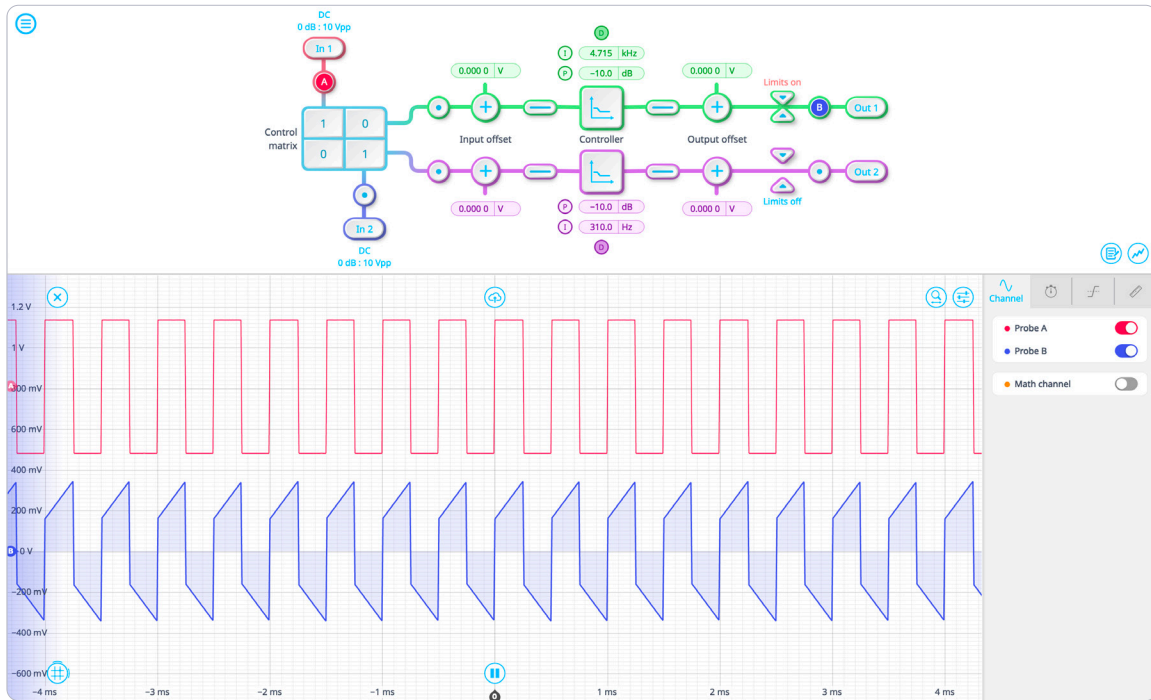 DC
0 dB : 10 Vpp
In 1
A
D
I 4.715 kHz
P −10.0 dB
0.000 0 V
0.000 0 V
Limits on
B
Out 1
Control
matrix
1 0
0 1
Input offset
Controller
Output offset
Out 2
0.000 0 V
P −10.0 dB
I 310.0 Hz
D
0.000 0 V
Limits off
In 2
DC
0 dB : 10 Vpp
Channel
Probe A
Probe B
Math channel
1.2 V
1 V
A
800 mV
600 mV
400 mV
200 mV
B
0 V
−200 mV
−400 mV
−600 mV
−4 ms
−3 ms
−2 ms
−1 ms
0
1 ms
2 ms
3 ms
4 ms